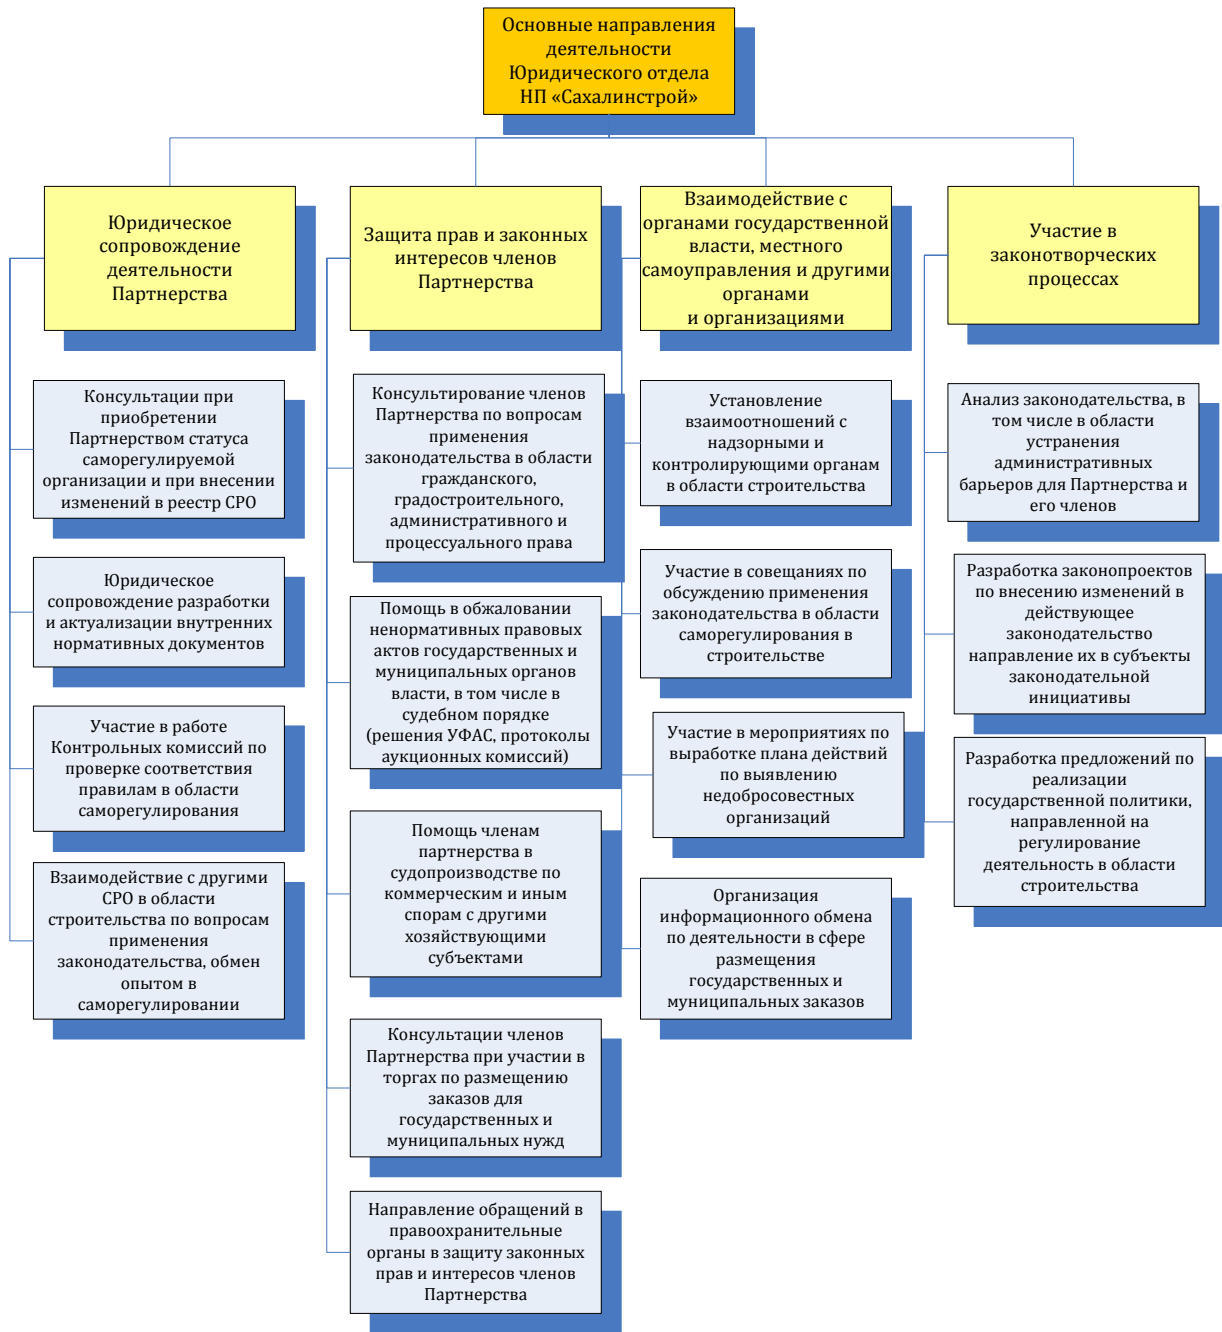 Основные направления
деятельности
Юридического отдела
НП «Сахалинстрой»
Юридическое
сопровождение
деятельности
Партнерства
Консультации при
приобретении
Партнерством статуса
саморегулируемой
организации и при внесении
изменений в реестр СРО
Юридическое
сопровождение разработки
и актуализации внутренних
нормативных документов
Участие в работе
Контрольных комиссий по
проверке соответствия
правилам в области
саморегулирования
Взаимодействие с другими
СРО в области
строительства по вопросам
применения
законодательства, обмен
опытом в
саморегулировании
Защита прав и законных
интересов членов
Партнерства
Консультирование членов
Партнерства по вопросам
применения
законодательства в области
гражданского,
градостроительного,
административного и
процессуального права
Помощь в обжаловании
ненормативных правовых
актов государственных и
муниципальных органов
власти, в том числе в
судебном порядке
(решения УФАС, протоколы
аукционных комиссий)
Помощь членам
партнерства в
судопроизводстве по
коммерческим и иным
спорам с другими
хозяйствующими
субъектами
Консультации членов
Партнерства при участии в
торгах по размещению
заказов для
государственных и
муниципальных нужд
Направление обращений в
правоохранительные
органы в защиту законных
прав и интересов членов
Партнерства
Взаимодействие с
органами государственной
власти, местного
самоуправления и другими
органами
и организациями
Установление
взаимоотношений с
надзорными и
контролирующими органам
в области строительства
Участие в совещаниях по
обсуждению применения
законодательства в области
саморегулирования в
строительстве
Участие в мероприятиях по
выработке плана действий
по выявлению
недобросовестных
организаций
Организация
информационного обмена
по деятельности в сфере
размещения
государственных и
муниципальных заказов
Участие в
законотворческих
процессах
Анализ законодательства, в
том числе в области
устранения
административных
барьеров для Партнерства и
его членов
Разработка законопроектов
по внесению изменений в
действующее
законодательство
направление их в субъекты
законодательной
инициативы
Разработка предложений по
реализации
государственной политики,
направленной на
регулирование
деятельность в области
строительства